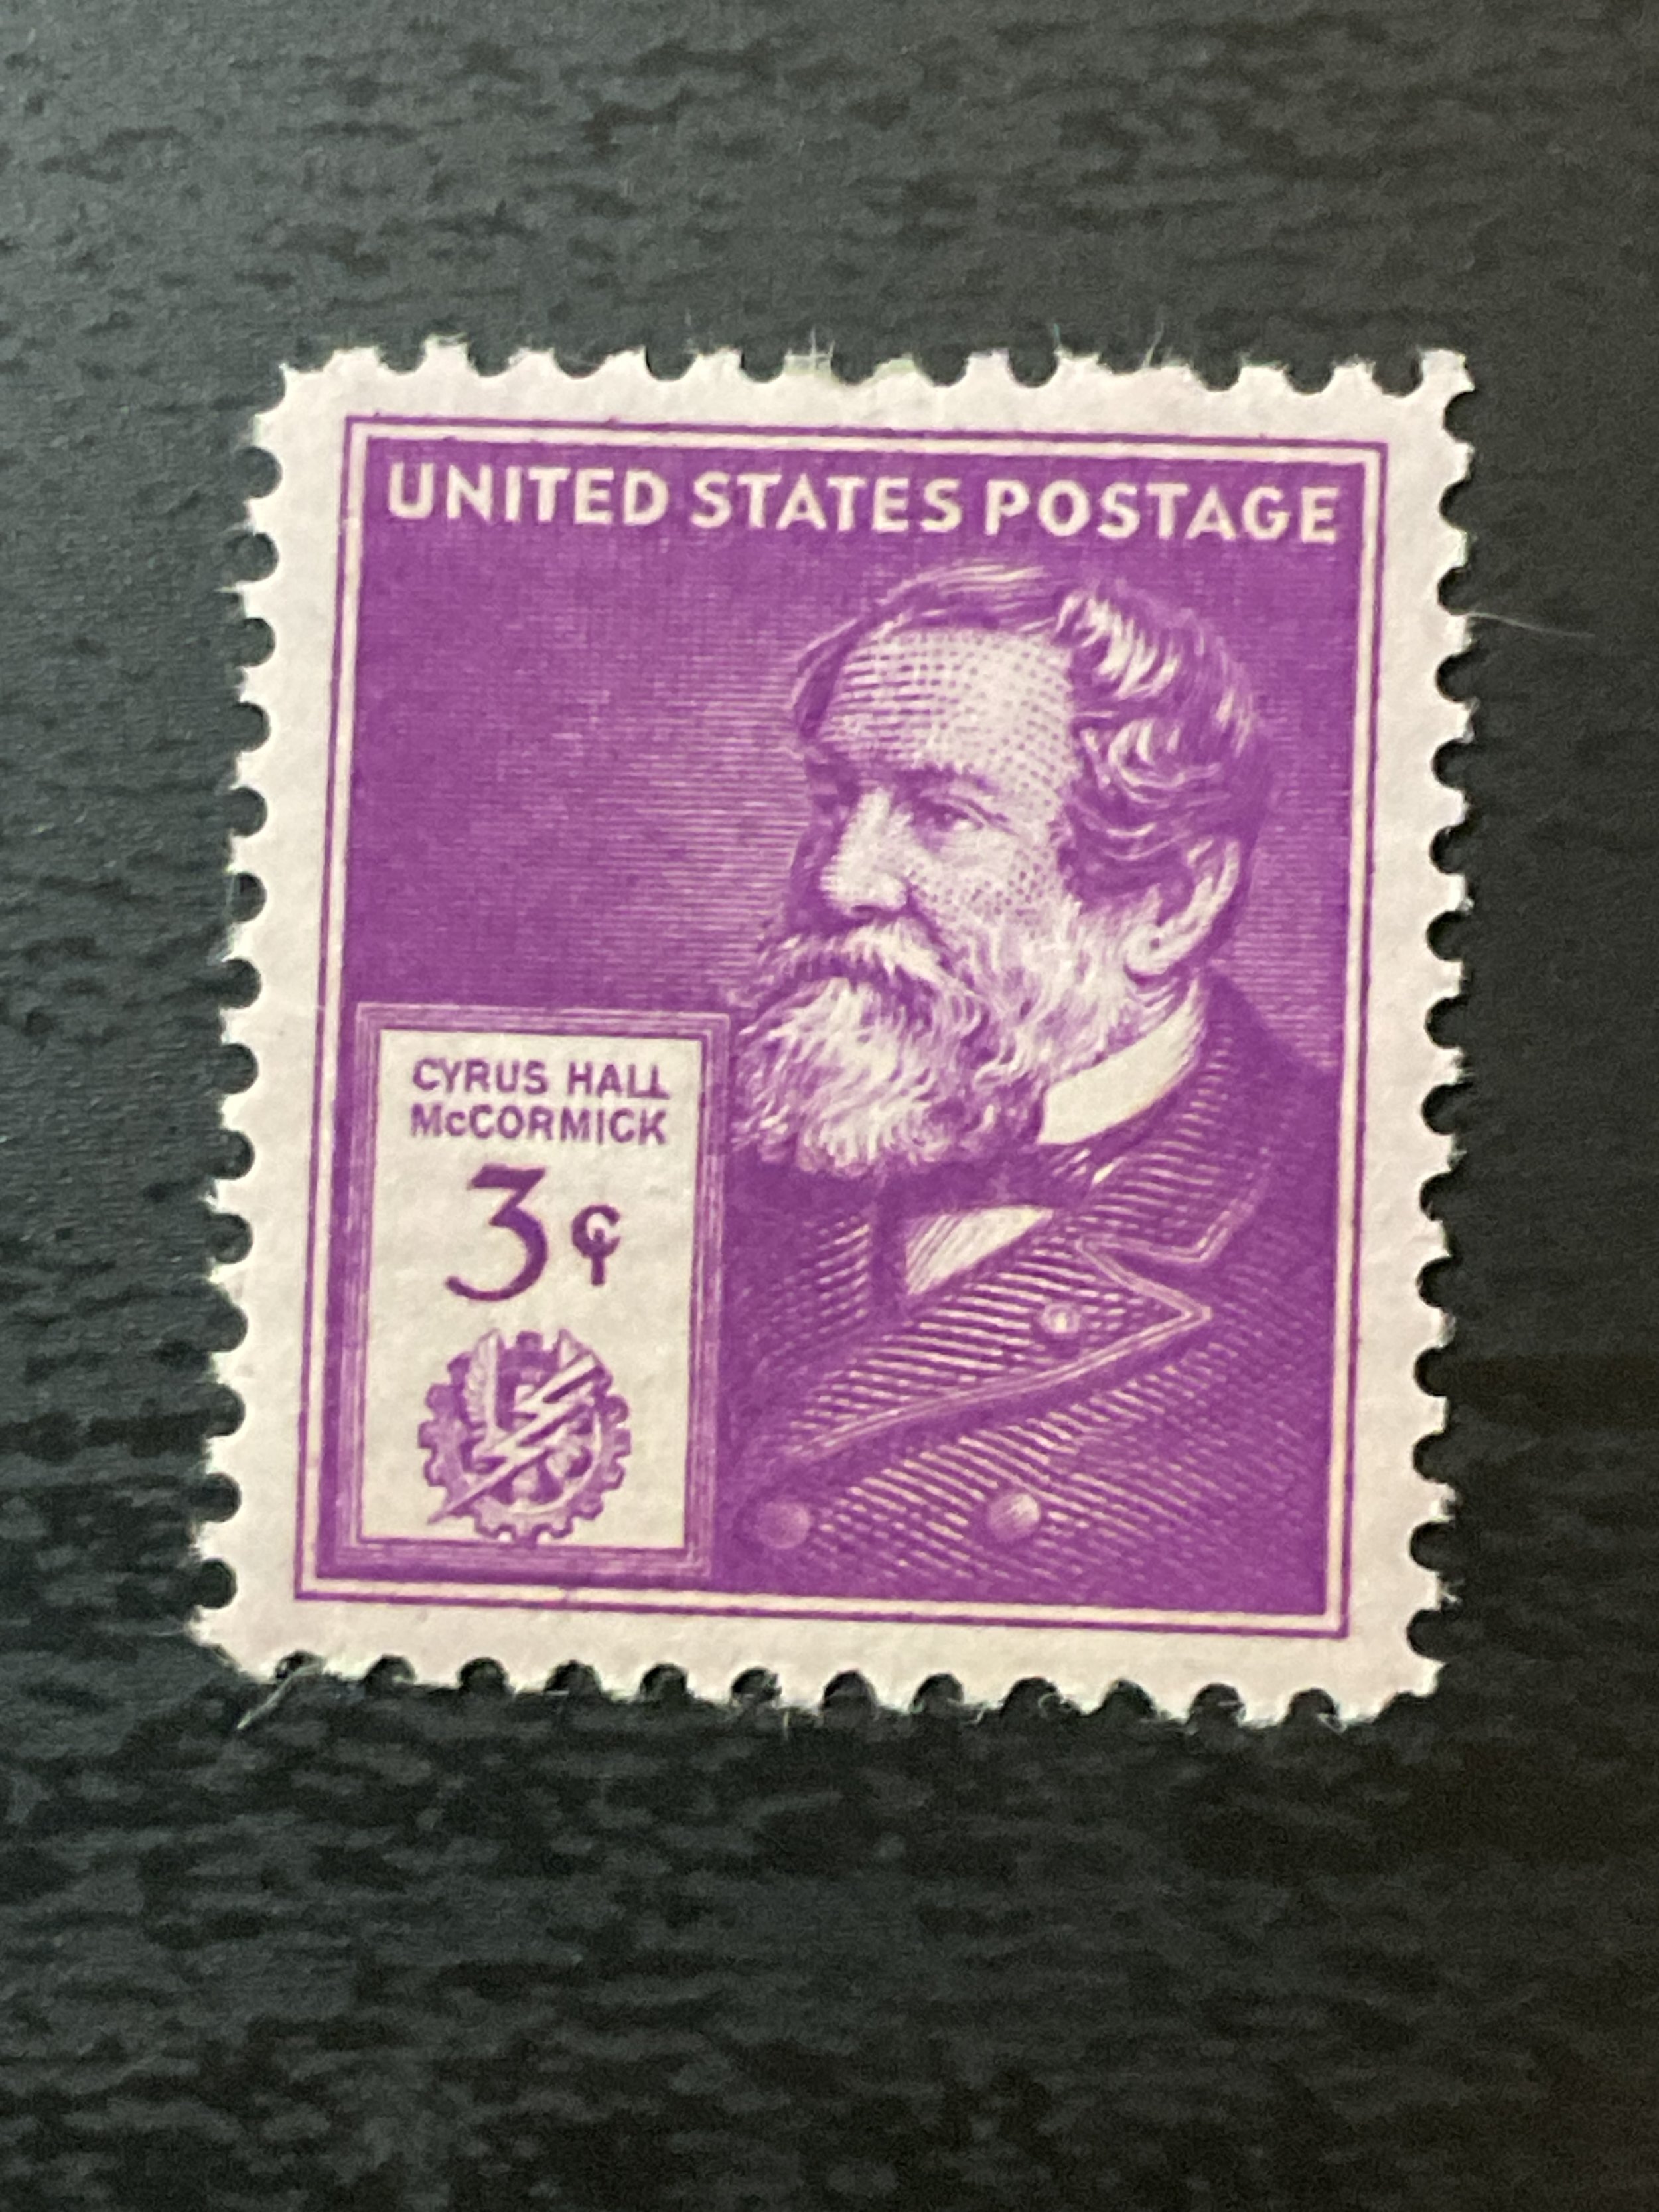 UNITED STATES POSTAGE
CYRUS HALL
McCORMICK
3¢